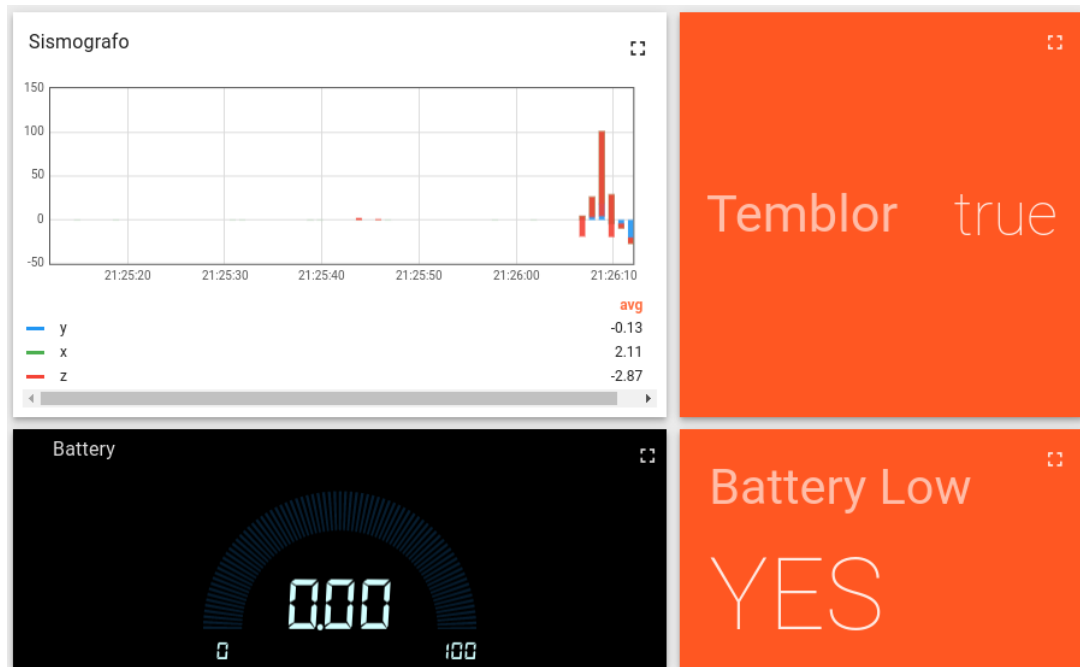 Sismografo
150
100
50
0
-50
21:25:20 21:25:30 21:25:40 21:25:50 21:26:00 21:26:10
avg
y -0.13
x 2.11
z -2.87
Temblor true
Battery
0.00
0 100
Battery Low
YES